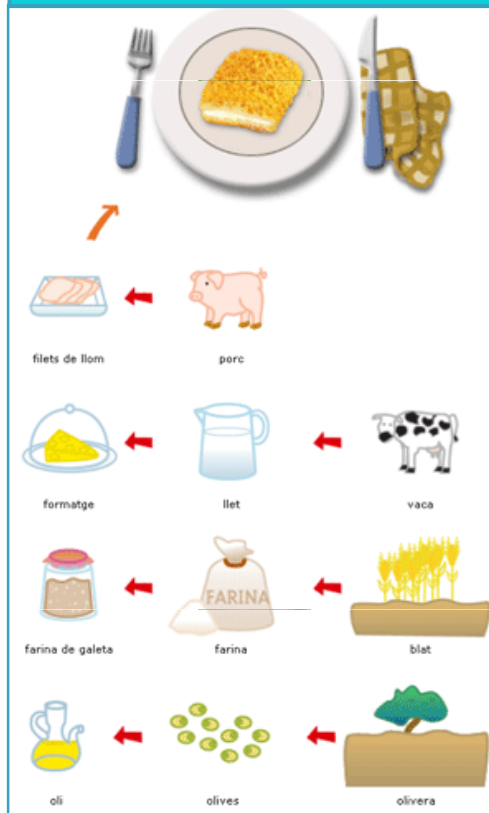 filets de llom porc
formatge llet vaca
FARINA
farina de galeta farina blat
oli olives olivera